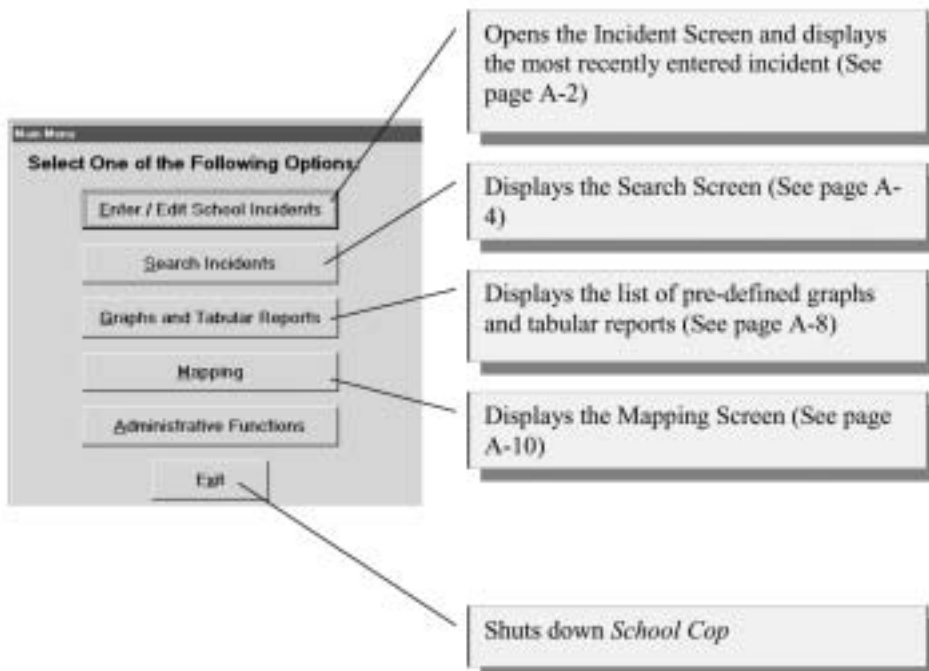 Opens the Incident Screen and displays
the most recently entered incident (See
page A-2)
Main Menu
Select One of the Following Options:
Enter / Edit School Incidents
Displays the Search Screen (See page A-
4)
Search Incidents
Displays the list of pre-defined graphs
and tabular reports (See page A-8)
Graphs and Tabular Reports
Mapping
Displays the Mapping Screen (See page
A-10)
Administrative Functions
Exit
Shuts down School Cop